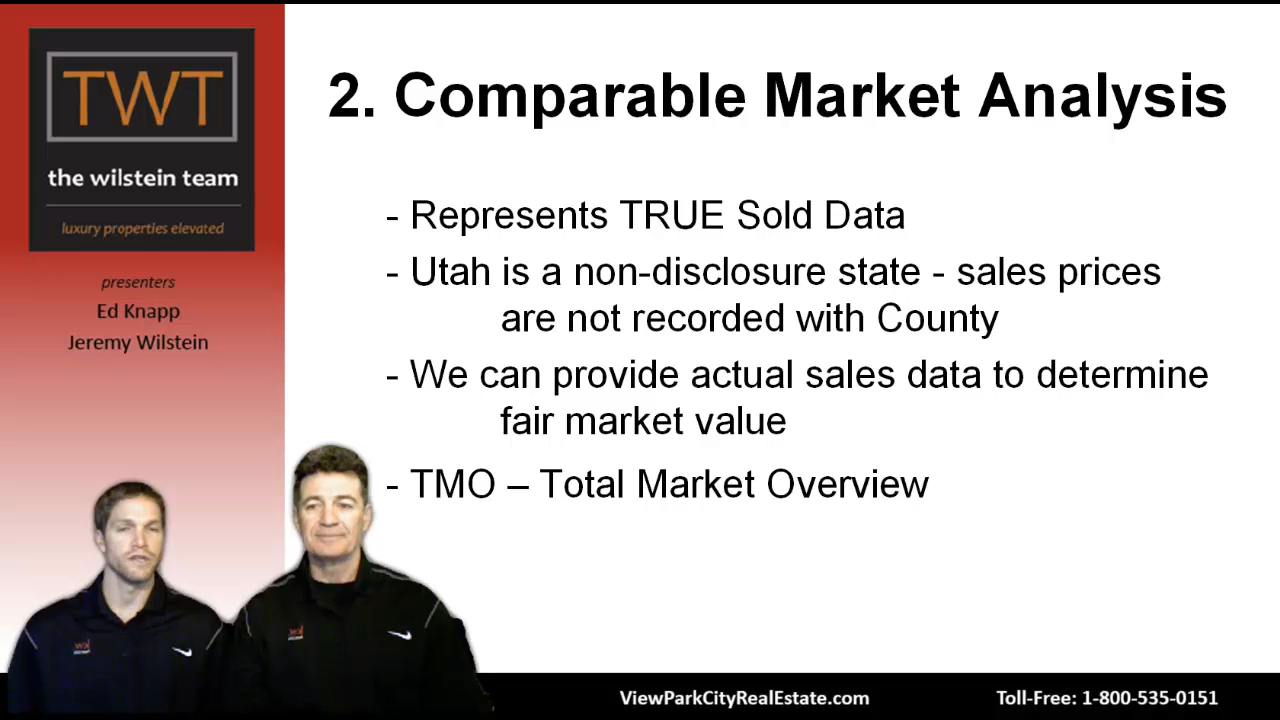 TWT
the wilstein team
luxury properties elevated
presenters
Ed Knapp
Jeremy Wilstein
2. Comparable Market Analysis
- Represents TRUE Sold Data
- Utah is a non-disclosure state - sales prices
are not recorded with County
- We can provide actual sales data to determine
fair market value
- TMO – Total Market Overview
ViewParkCityRealEstate.com
Toll-Free: 1-800-535-0151